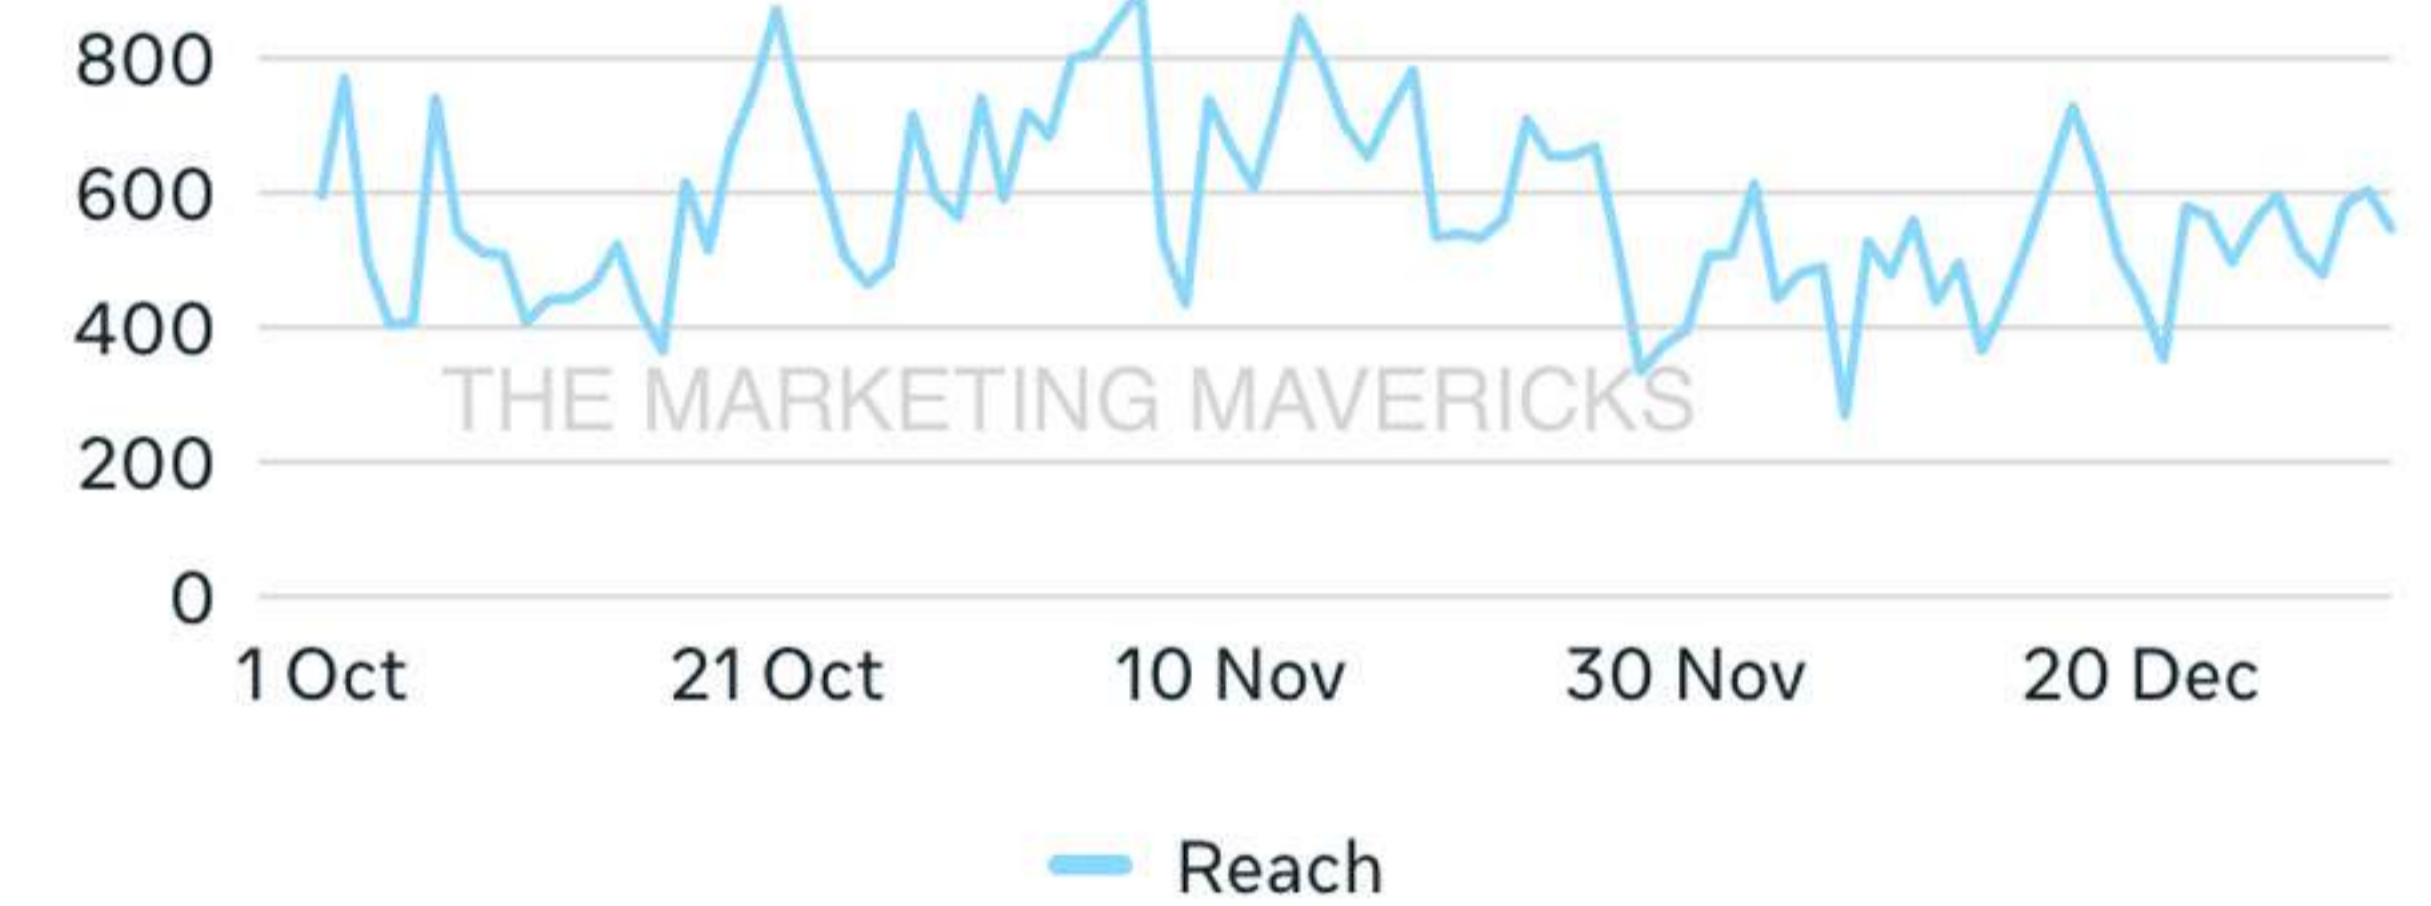 800
600
400
THE MARKETING MAVERICKS
200
0
1 Oct 21 Oct 10 Nov 30 Nov 20 Dec
Reach